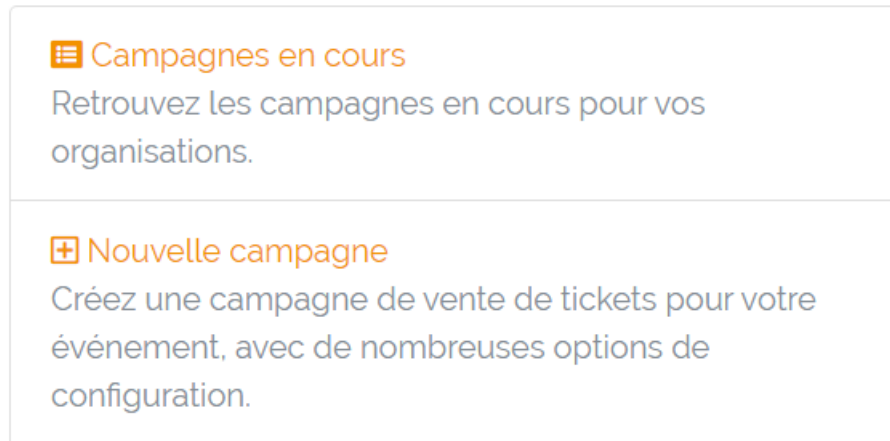 Campagnes en cours
Retrouvez les campagnes en cours pour vos
organisations.
Nouvelle campagne
Créez une campagne de vente de tickets pour votre
événement, avec de nombreuses options de
configuration.